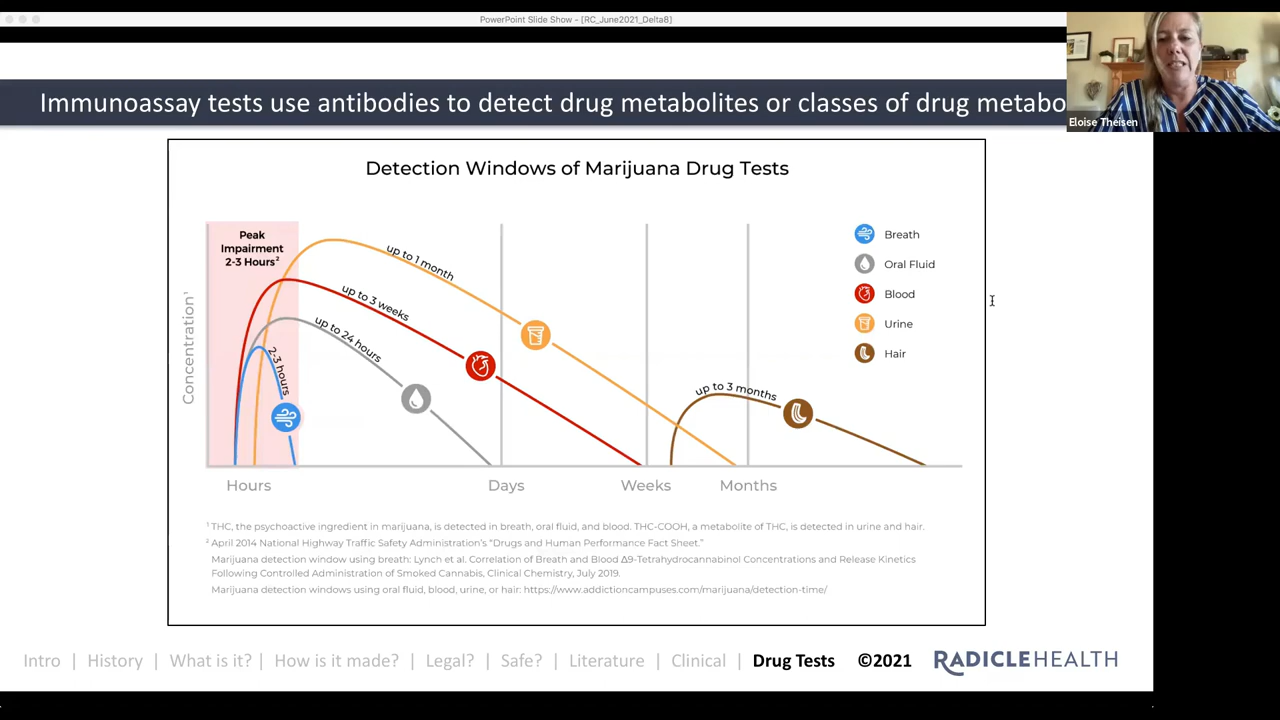 PowerPoint Slide Show - [RC_June2021_Delta8]
Immunoassay tests use antibodies to detect drug metabolites or classes of drug metabo
Eloise Theisen
Detection Windows of Marijuana Drug Tests
Peak
Impairment
2-3 Hours²
Concentration¹
up to 1 month
up to 3 weeks
up to 24 hours
2-3 hours
up to 3 months
Breath
Oral Fluid
Blood
Urine
Hair
Hours
Days
Weeks
Months
¹ THC, the psychoactive ingredient in marijuana, is detected in breath, oral fluid, and blood. THC-COOH, a metabolite of THC, is detected in urine and hair.
² April 2014 National Highway Traffic Safety Administration's "Drugs and Human Performance Fact Sheet."
Marijuana detection window using breath: Lynch et al. Correlation of Breath and Blood Δ9-Tetrahydrocannabinol Concentrations and Release Kinetics
Following Controlled Administration of Smoked Cannabis, Clinical Chemistry, July 2019.
Marijuana detection windows using oral fluid, blood, urine, or hair: https://www.addictioncampuses.com/marijuana/detection-time/
Intro | History | What is it? | How is it made? | Legal? | Safe? | Literature | Clinical | Drug Tests ©2021 RADICLEHEALTH